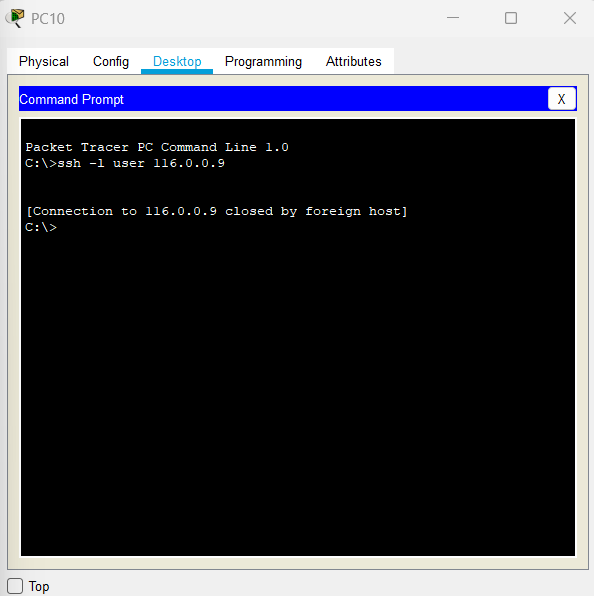 PC10
Physical Config Desktop Programming Attributes
Command Prompt
X
Packet Tracer PC Command Line 1.0
C:\>ssh -l user 116.0.0.9
[Connection to 116.0.0.9 closed by foreign host]
C:\>
Top